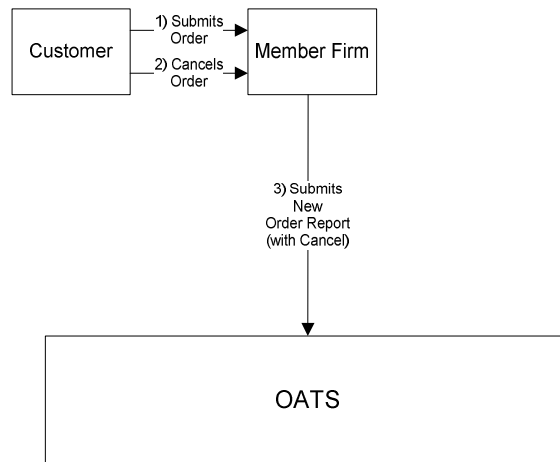 Customer
1) Submits
Order
2) Cancels
Order
Member Firm
3) Submits
New
Order Report
(with Cancel)
OATS